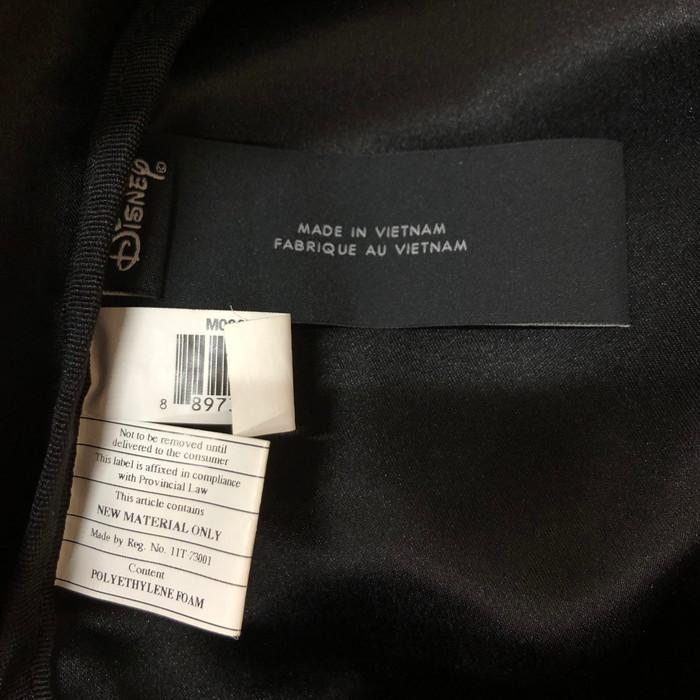 DISNEY
MADE IN VIETNAM
FABRIQUE AU VIETNAM
8 897
Not to be removed until
delivered to the consumer
This label is affixed in compliance
with Provincial Law
This article contains
NEW MATERIAL ONLY
Made by Reg. No. 11T-73001
Content
POLYETHYLENE FOAM